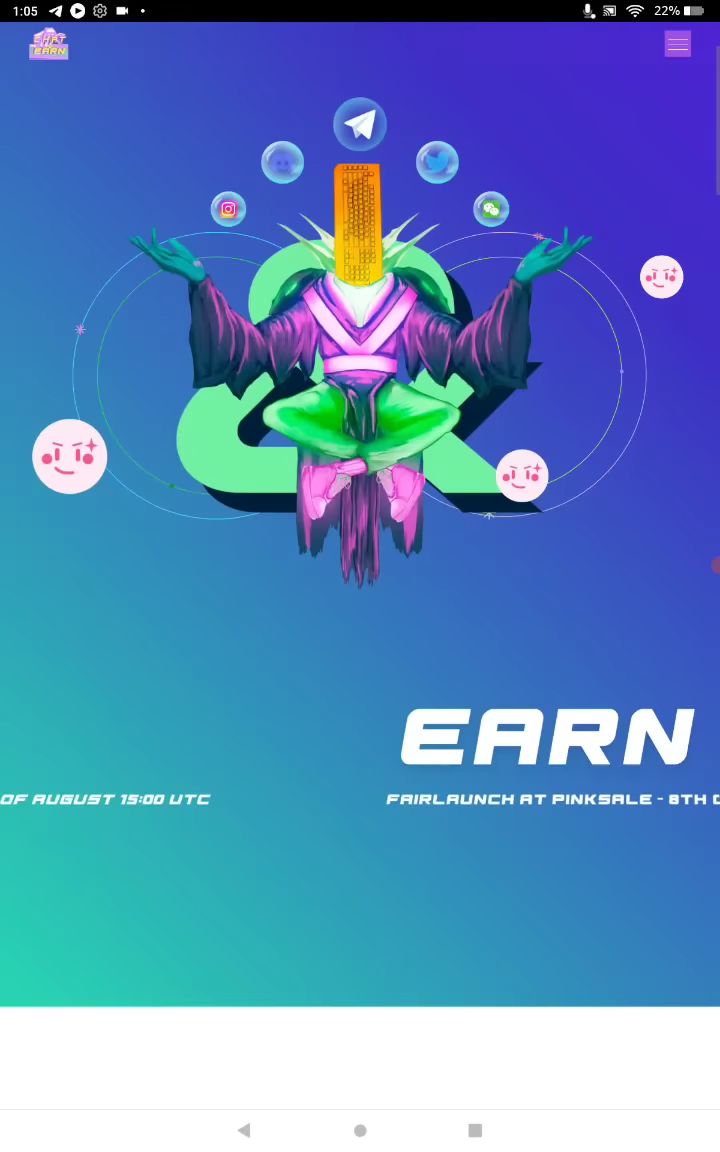 1:05
22%
CHAT
EARN
EARN
OF AUGUST 15:00 UTC
FAIRLAUNCH AT PINKSALE - 8TH